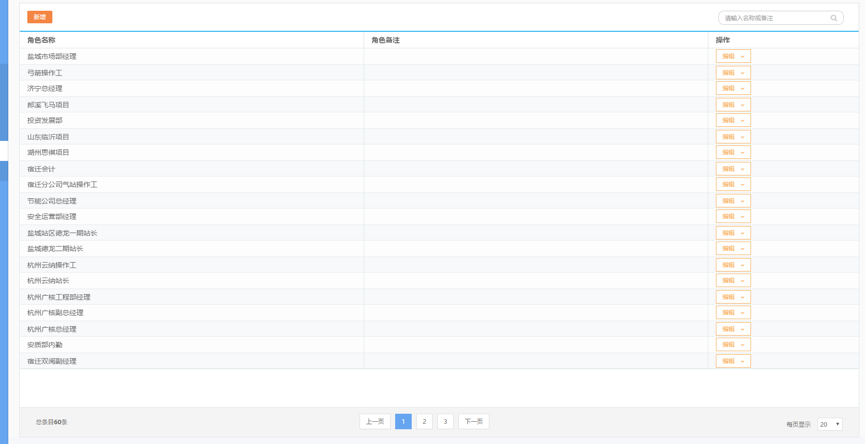 新增
请输入名称或备注
角色名称 角色备注 操作
盐城市场部经理 编辑
弓箭操作工 编辑
济宁总经理 编辑
郎溪飞马项目 编辑
投资发展部 编辑
山东临沂项目 编辑
湖州思祺项目 编辑
宿迁会计 编辑
宿迁分公司气站操作工 编辑
节能公司总经理 编辑
安全运营部经理 编辑
盐城站区德龙一期站长 编辑
盐城德龙二期站长 编辑
杭州云纳操作工 编辑
杭州云纳站长 编辑
杭州广核工程部经理 编辑
杭州广核副总经理 编辑
杭州广核总经理 编辑
安质部内勤 编辑
宿迁双闽副经理 编辑
总条目60条 上一页 1 2 3 下一页 每页显示 20